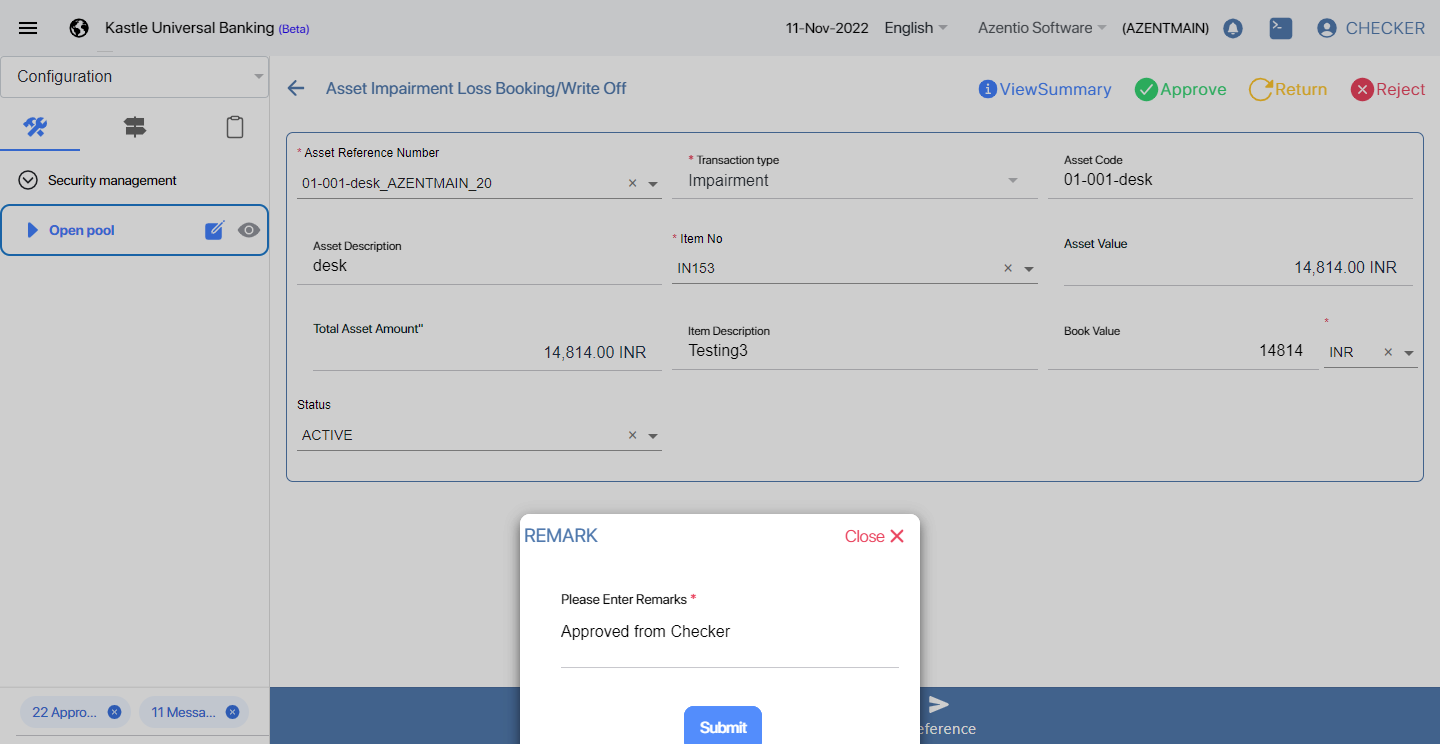 Kastle Universal Banking (Beta)
11-Nov-2022 English Azentio Software (AZENTMAIN) CHECKER
Configuration
Asset Impairment Loss Booking/Write Off
ViewSummary Approve Return Reject
Security management
Open pool
* Asset Reference Number
01-001-desk_AZENTMAIN_20
* Transaction type
Impairment
Asset Code
01-001-desk
Asset Description
desk
* Item No
IN153
Asset Value
14,814.00 INR
Total Asset Amount"
14,814.00 INR
Item Description
Testing3
Book Value
14814
*
INR
Status
ACTIVE
REMARK
Close
Please Enter Remarks *
Approved from Checker
Submit
22 Appro... 11 Messa...
eference